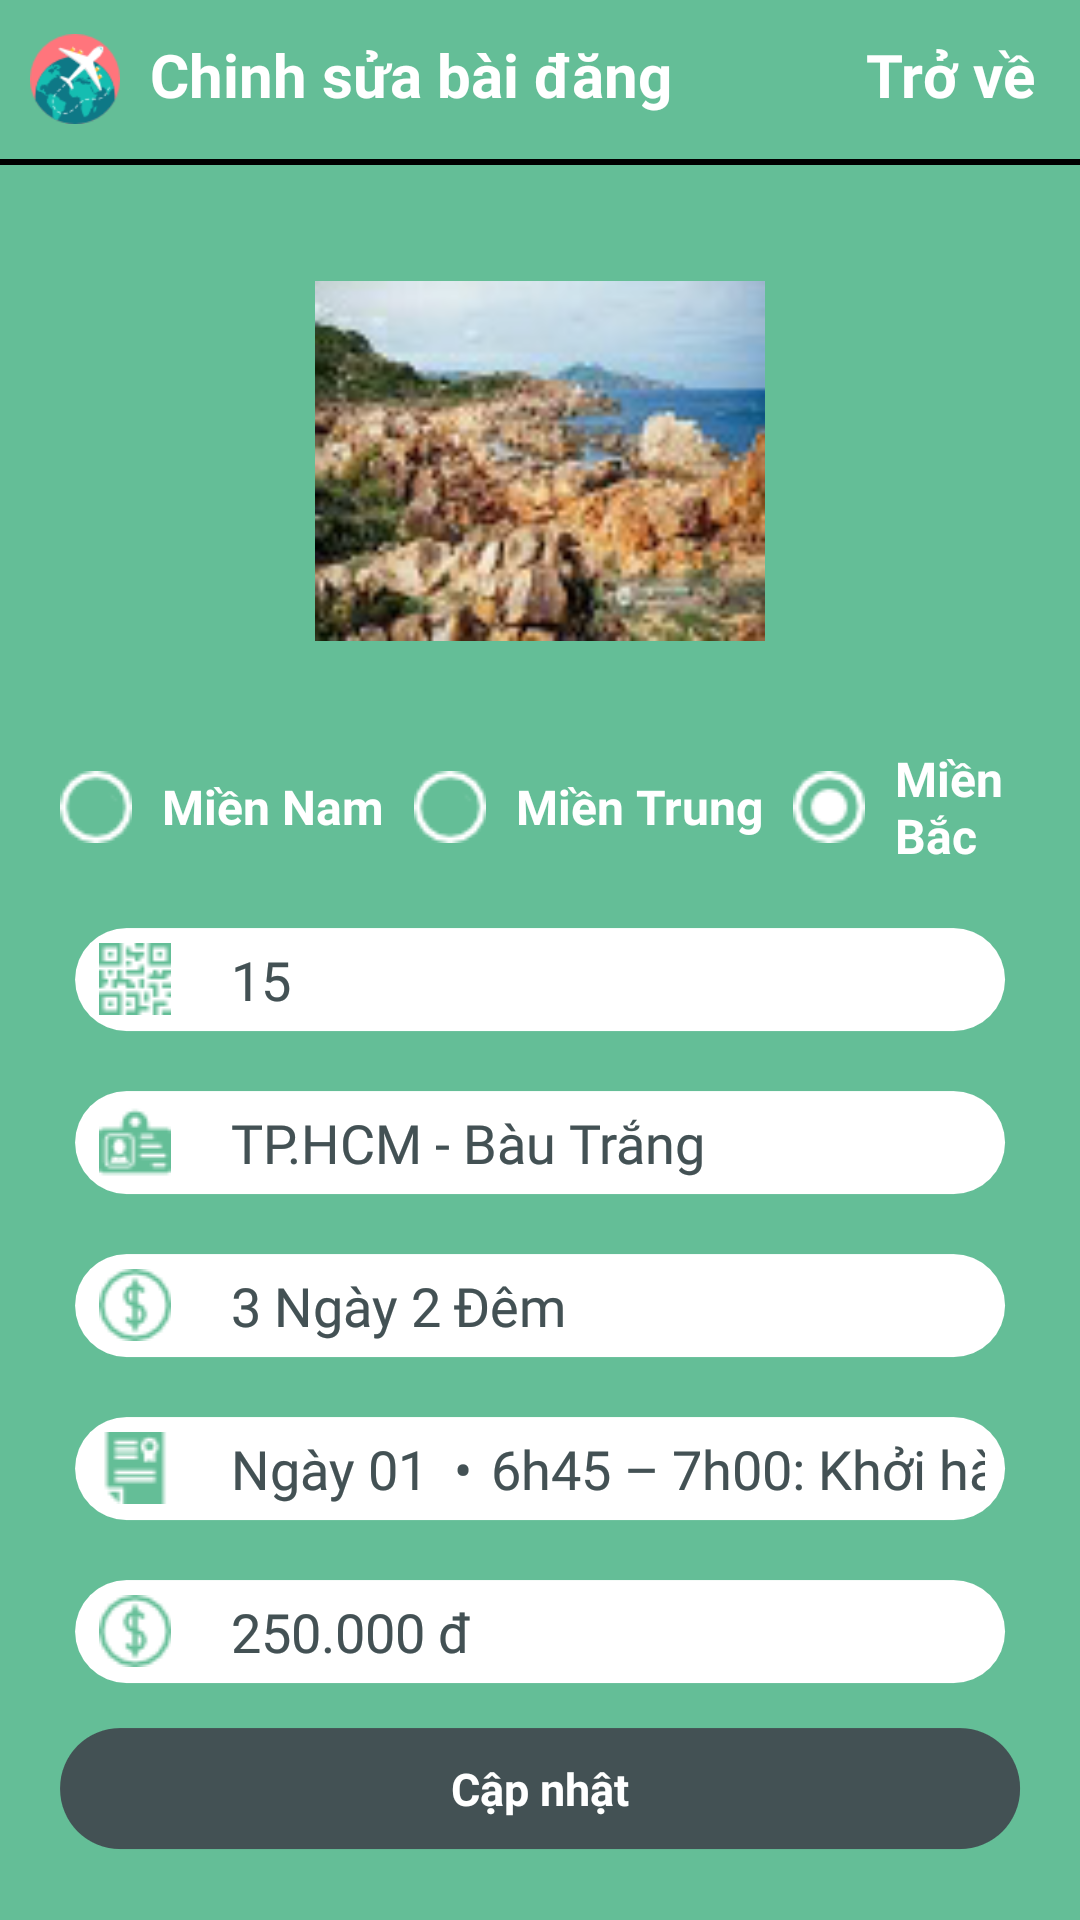 Chinh sửa bài đăng
Trở về
Miền Nam
Miền Trung
Miền
Bắc
15
TP.HCM - Bàu Trắng
3 Ngày 2 Đêm
Ngày 01 • 6h45 – 7h00: Khởi hà
250.000 đ
Cập nhật